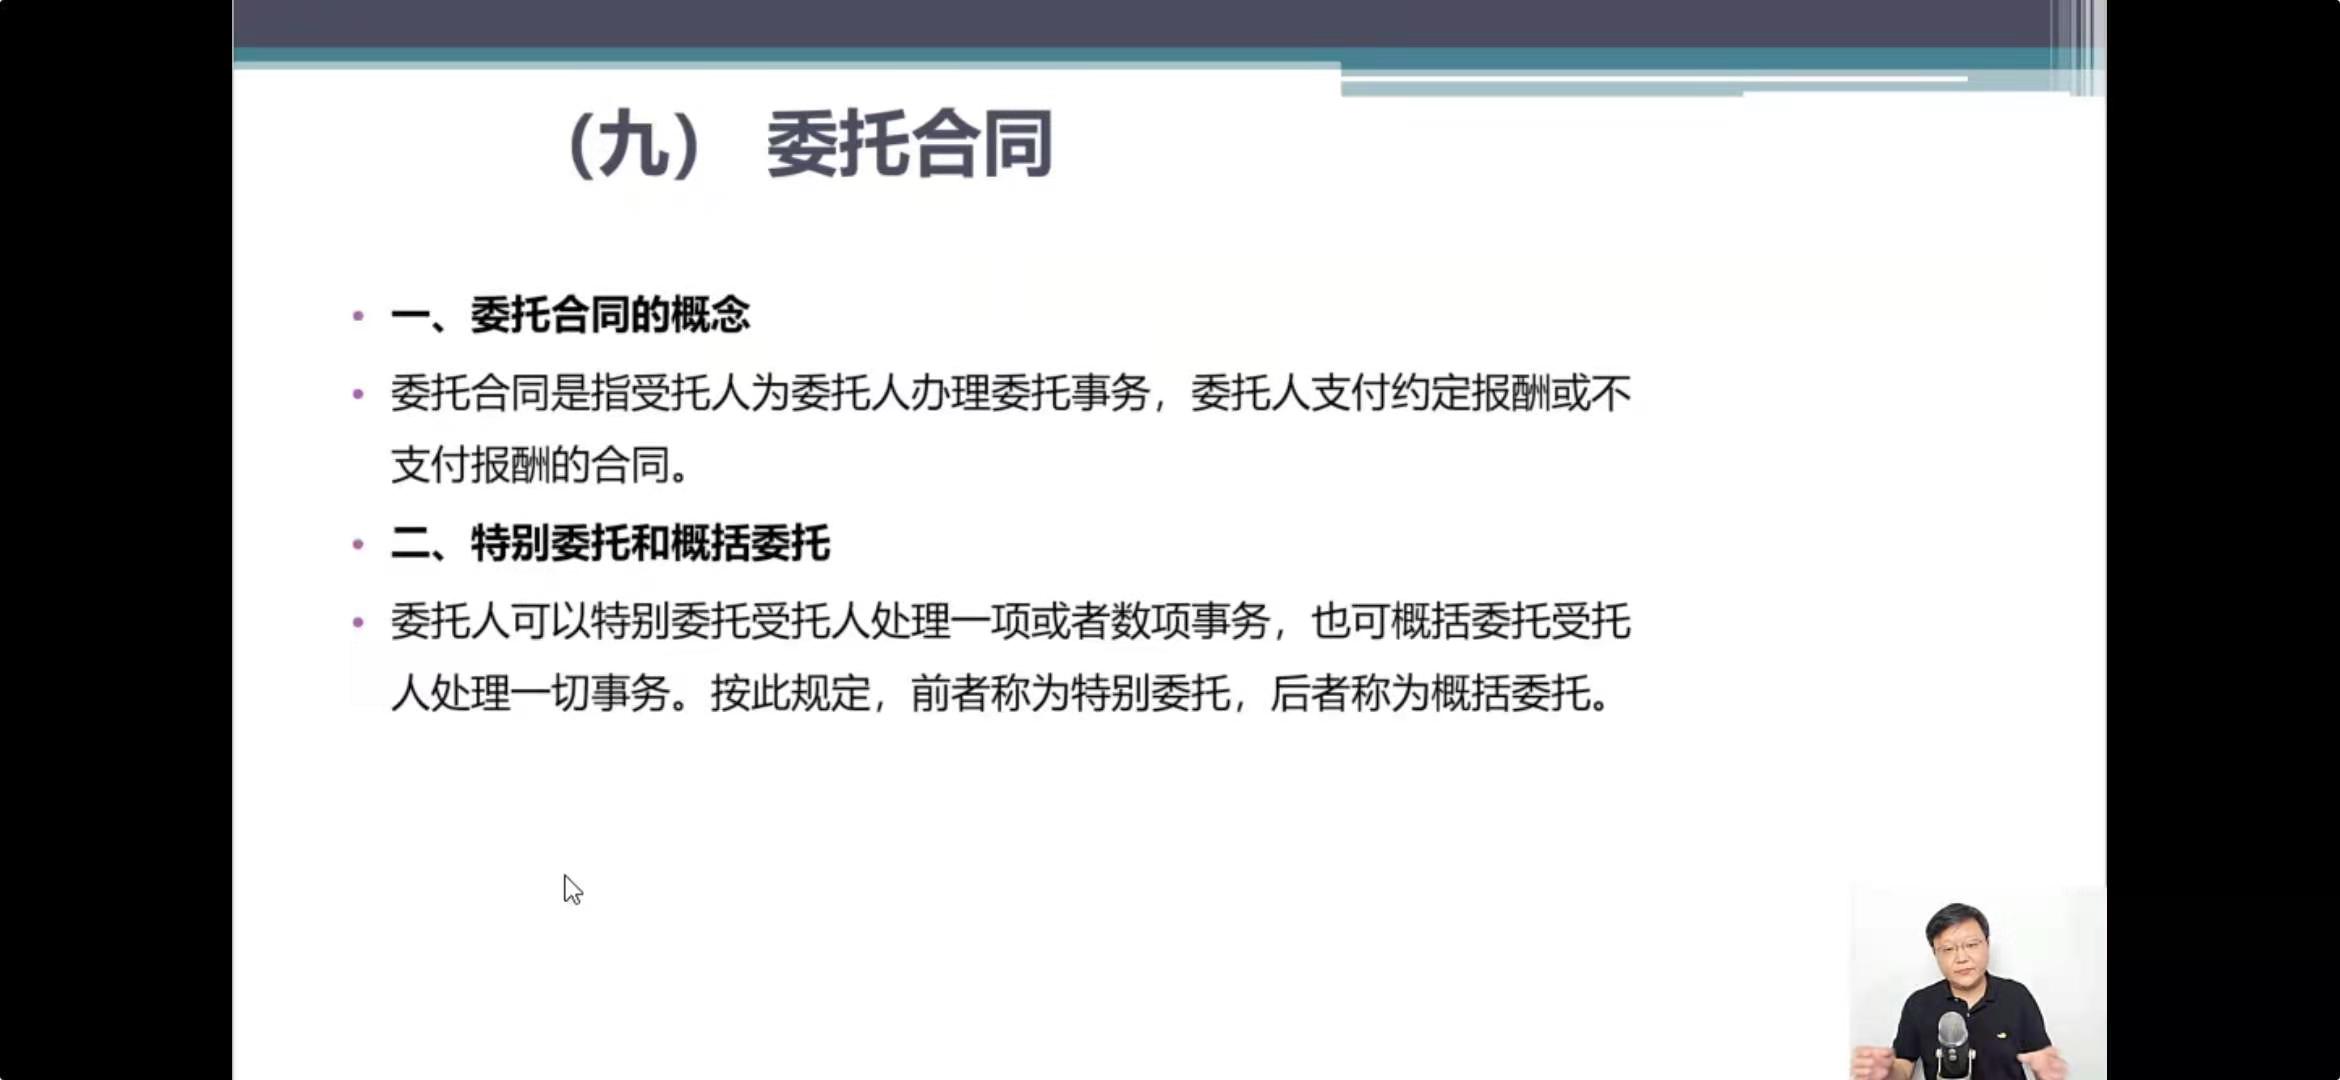 （九） 委托合同
• 一、委托合同的概念
• 委托合同是指受托人为委托人办理委托事务，委托人支付约定报酬或不
支付报酬的合同。
• 二、特别委托和概括委托
• 委托人可以特别委托受托人处理一项或者数项事务，也可概括委托受托
人处理一切事务。按此规定，前者称为特别委托，后者称为概括委托。